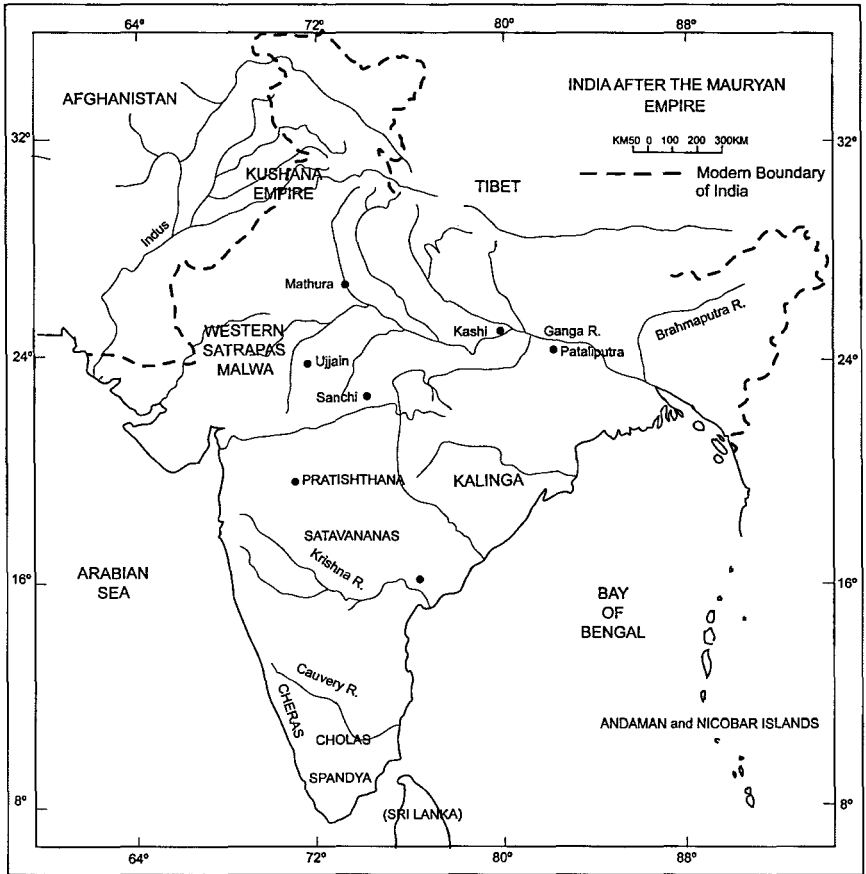 64° 72° 80° 88°
INDIA AFTER THE MAURYAN
EMPIRE
AFGHANISTAN
KM50 0 100 200 300KM
32° 32°
Modern Boundary
of India
KUSHANA
EMPIRE
TIBET
Indus
Mathura
Kashi
Ganga R.
Brahmaputra R.
WESTERN
SATRAPAS
MALWA
24° 24°
Ujjain
Pataliputra
Sanchi
PRATISHTHANA
KALINGA
SATAVANANAS
Krishna R.
ARABIAN
SEA
16° 16°
BAY
OF
BENGAL
Cauvery R.
CHERAS
ANDAMAN and NICOBAR ISLANDS
CHOLAS
SPANDYA
8° 8°
(SRI LANKA)
64° 72° 80° 88°